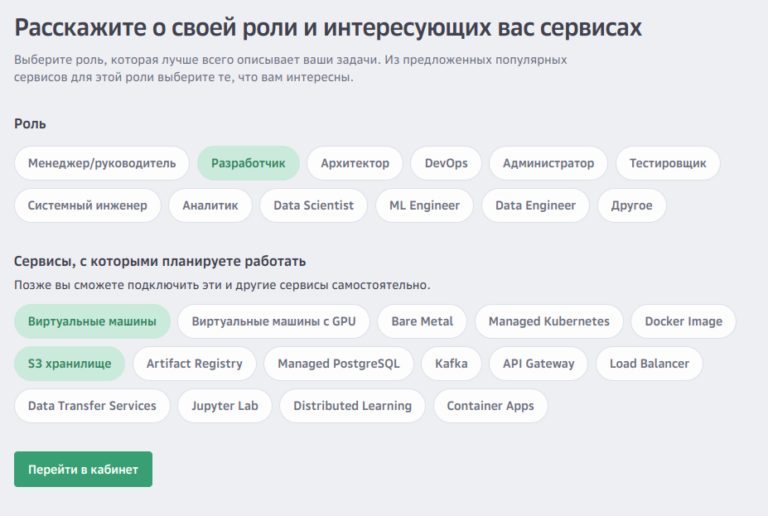 Расскажите о своей роли и интересующих вас сервисах
Выберите роль, которая лучше всего описывает ваши задачи. Из предложенных популярных
сервисов для этой роли выберите те, что вам интересны.
Роль
Менеджер/руководитель Разработчик Архитектор DevOps Администратор Тестировщик
Системный инженер Аналитик Data Scientist ML Engineer Data Engineer Другое
Сервисы, с которыми планируете работать
Позже вы сможете подключить эти и другие сервисы самостоятельно.
Виртуальные машины Виртуальные машины с GPU Bare Metal Managed Kubernetes Docker Image
S3 хранилище Artifact Registry Managed PostgreSQL Kafka API Gateway Load Balancer
Data Transfer Services Jupyter Lab Distributed Learning Container Apps
Перейти в кабинет